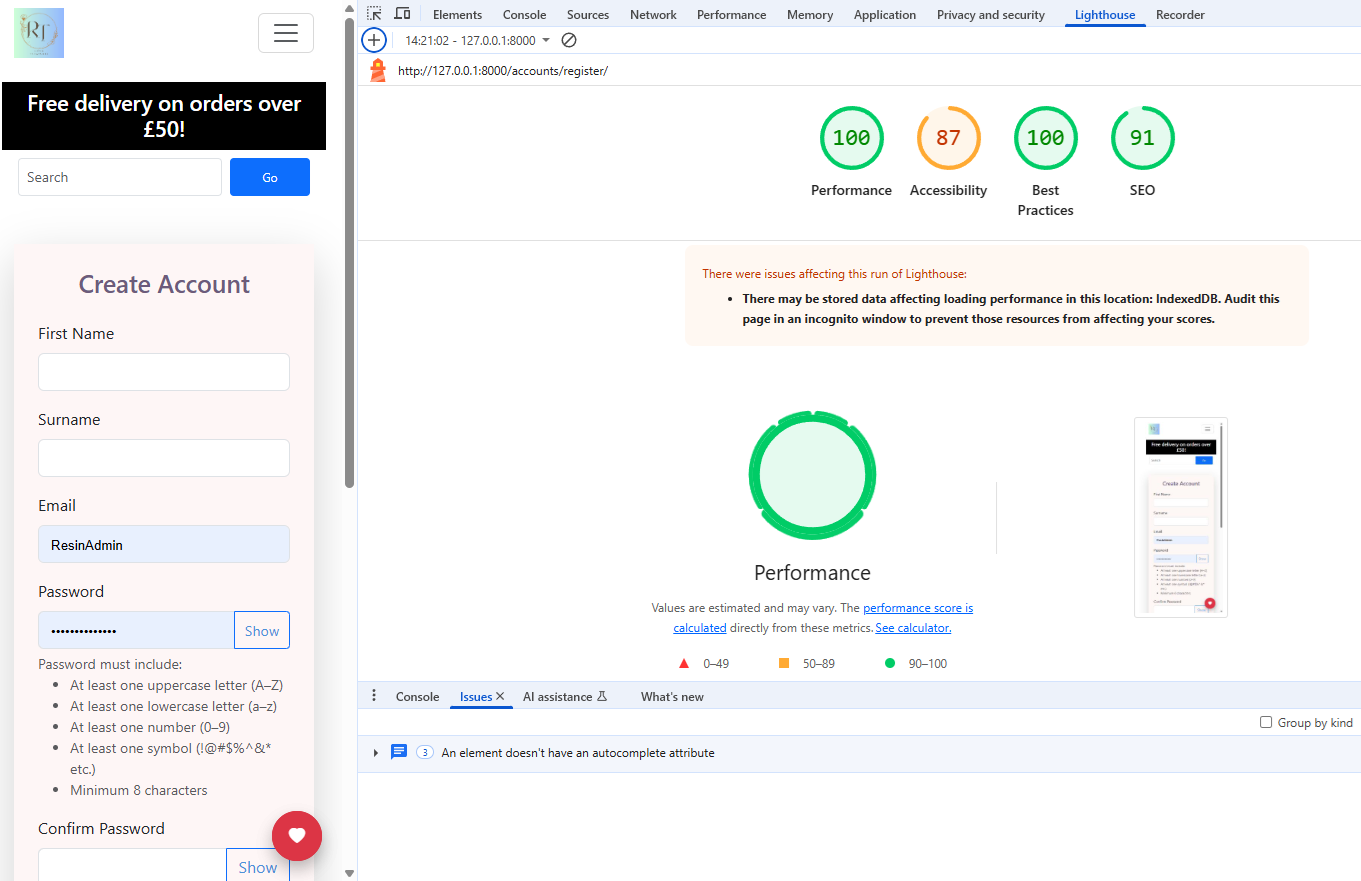 RT
Free delivery on orders over
£50!
Search
Go
Create Account
First Name
Surname
Email
ResinAdmin
Password
••••••••••••••
Show
Password must include:
• At least one uppercase letter (A–Z)
• At least one lowercase letter (a–z)
• At least one number (0–9)
• At least one symbol (!@#$%^&*
etc.)
• Minimum 8 characters
Confirm Password
Show
Elements Console Sources Network Performance Memory Application Privacy and security Lighthouse Recorder
14:21:02 - 127.0.0.1:8000
http://127.0.0.1:8000/accounts/register/
100 87 100 91
Performance Accessibility Best
Practices SEO
There were issues affecting this run of Lighthouse:
• There may be stored data affecting loading performance in this location: IndexedDB. Audit this
page in an incognito window to prevent those resources from affecting your scores.
Performance
Values are estimated and may vary. The performance score is
calculated directly from these metrics. See calculator.
0–49 50–89 90–100
Free delivery on orders over
£50!
Create Account
Console Issues AI assistance What's new
Group by kind
3 An element doesn't have an autocomplete attribute